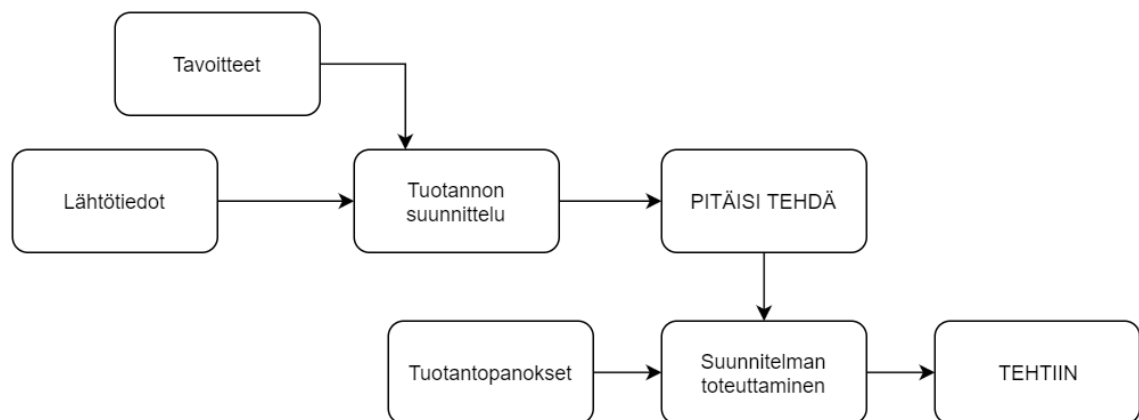 Tavoitteet
Lähtötiedot
Tuotannon
suunnittelu
PITÄISI TEHDÄ
Tuotantopanokset
Suunnitelman
toteuttaminen
TEHTIIN